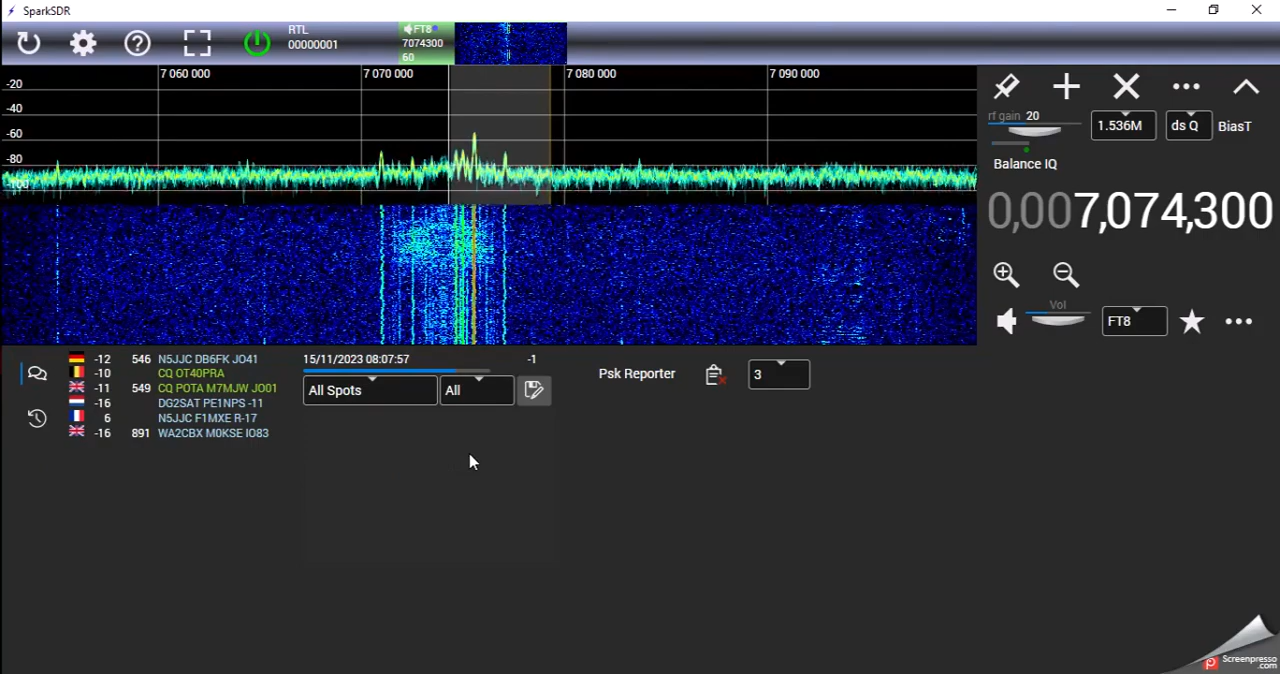 SparkSDR
RTL
00000001
FT8
7074300
60
7 060 000
7 070 000
7 080 000
7 090 000
-20
-40
-60
-80
-100
rf gain 20
1.536M
ds Q
BiasT
Balance IQ
0,007,074,300
Vol
FT8
-12 546 N5JJC DB6FK JO41
-10 CQ OT40PRA
-11 549 CQ POTA M7MJW JO01
-16 DG2SAT PE1NPS -11
6 N5JJC F1MXE R-17
-16 891 WA2CBX M0KSE IO83
15/11/2023 08:07:57 -1
All Spots
All
Psk Reporter
3
Screenpresso
.com